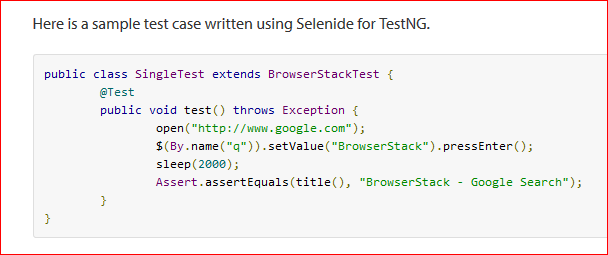 Here is a sample test case written using Selenide for TestNG.
public class SingleTest extends BrowserStackTest {
@Test
public void test() throws Exception {
open("http://www.google.com");
$(By.name("q")).setValue("BrowserStack").pressEnter();
sleep(2000);
Assert.assertEquals(title(), "BrowserStack - Google Search");
}
}